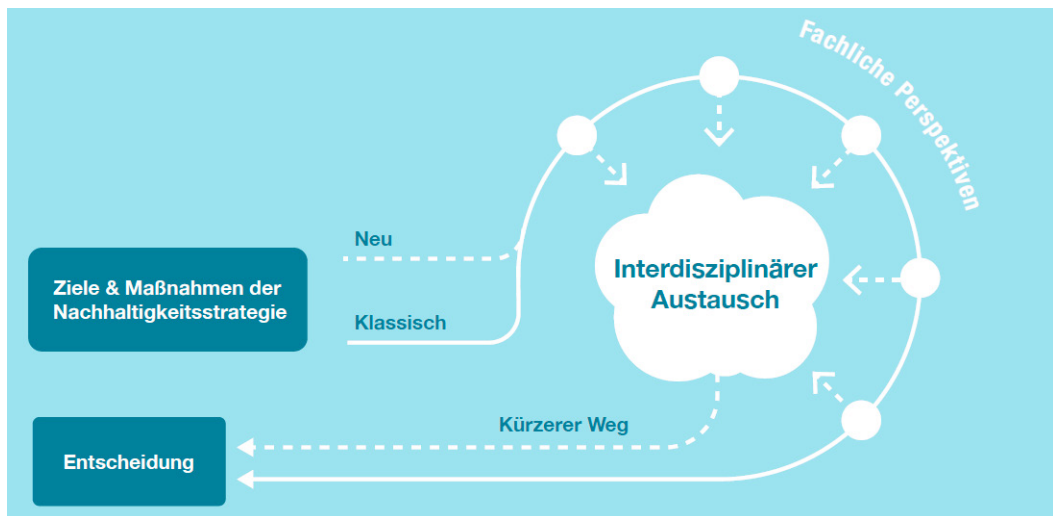 Fachliche Perspektiven
Neu
Ziele & Maßnahmen der
Nachhaltigkeitsstrategie
Klassisch
Interdisziplinärer
Austausch
Kürzerer Weg
Entscheidung